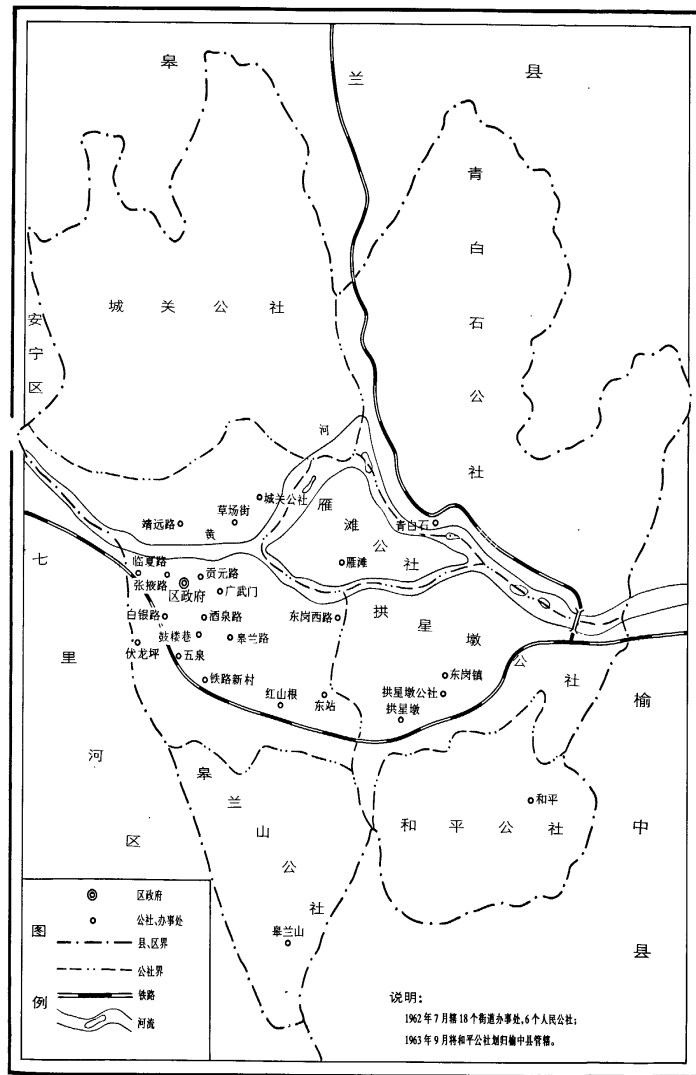 皋兰县
青白石公社
城关公社
安宁区
河
城关公社
草场街
靖远路
黄
雁滩公社
青白石
雁滩
七里河区
临夏路
张掖路
贡元路
区政府
广武门
白银路
酒泉路
东岗西路
拱星墩公社
鼓楼巷
皋兰路
伏龙坪
五泉
铁路新村
红山根
东站
东岗镇
拱星墩公社
拱星墩
榆中县
皋兰山公社
和平
和平公社
皋兰山
图例
区政府
公社、办事处
县、区界
公社界
铁路
河流
说明：
1962年7月辖18个街道办事处，6个人民公社；
1963年9月将和平公社划归榆中县管辖。